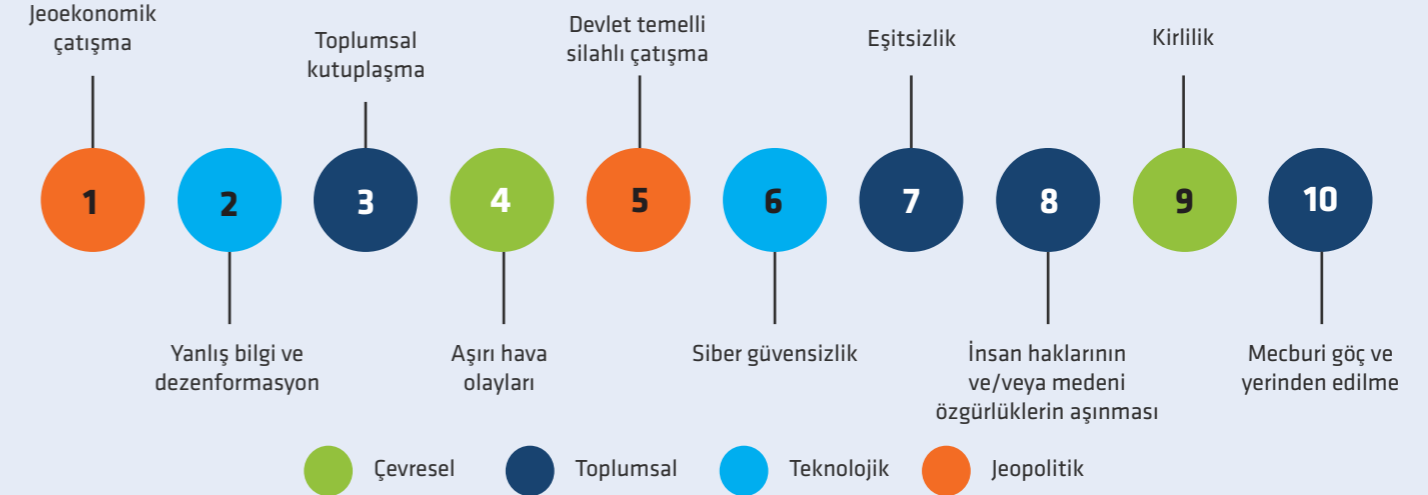 Jeoekonomik
çatışma
Toplumsal
kutuplaşma
Devlet temelli
silahlı çatışma
Eşitsizlik
Kirlilik
1
2
3
4
5
6
7
8
9
10
Yanlış bilgi ve
dezenformasyon
Aşırı hava
olayları
Siber güvensizlik
İnsan haklarının
ve/veya medeni
özgürlüklerin aşınması
Mecburi göç ve
yerinden edilme
Çevresel
Toplumsal
Teknolojik
Jeopolitik